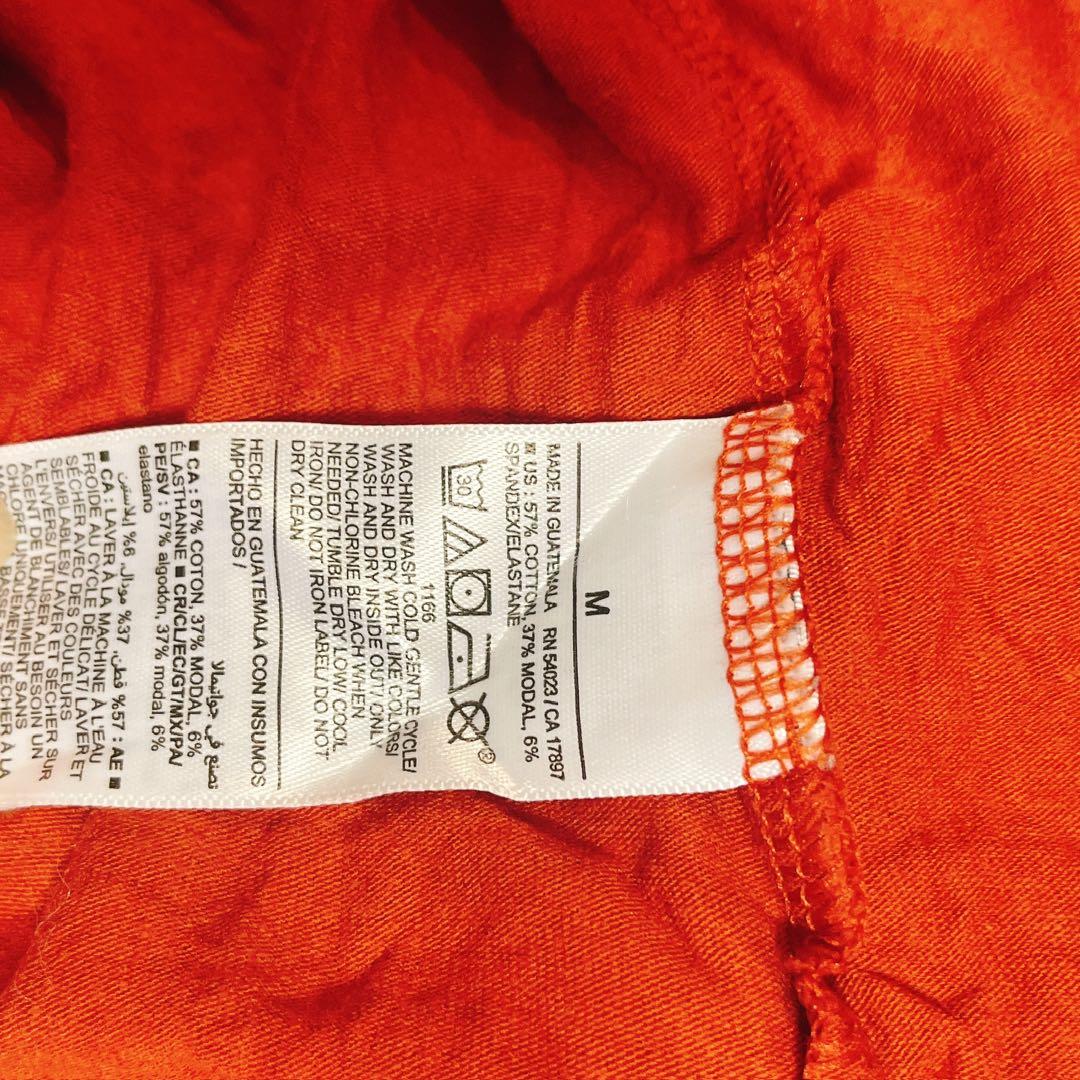 M
MADE IN GUATEMALA RN 54023 / CA 17897
■ US : 57% COTTON, 37% MODAL, 6%
SPANDEX/ELASTANE
30
1166
MACHINE WASH COLD GENTLE CYCLE/
WASH AND DRY WITH LIKE COLORS/
WASH AND DRY INSIDE OUT/ ONLY
NON-CHLORINE BLEACH WHEN
NEEDED/ TUMBLE DRY LOW/ COOL
IRON/ DO NOT IRON LABEL/ DO NOT
DRY CLEAN
HECHO EN GUATEMALA CON INSUMOS
IMPORTADOS /
تصنع في جواتيمالا
■ CA : 57% COTON, 37% MODAL, 6%
ÉLASTHANNE ■ CR/CL/EC/GT/MX/PA/
PE/SV : 57% algodón, 37% modal, 6%
elastano
■ AE : 57% قطن, 37% مودال, 6% إيلاستين
■ CA : LAVER À LA MACHINE À L'EAU
FROIDE AU CYCLE DÉLICAT/ LAVER ET
SÉCHER AVEC DES COULEURS
SEMBLABLES/ LAVER ET SÉCHER SUR
L'ENVERS/ UTILISER AU BESOIN UN
AGENT DE BLANCHIMENT SANS
CHLORE UNIQUEMENT/ SÉCHER À LA